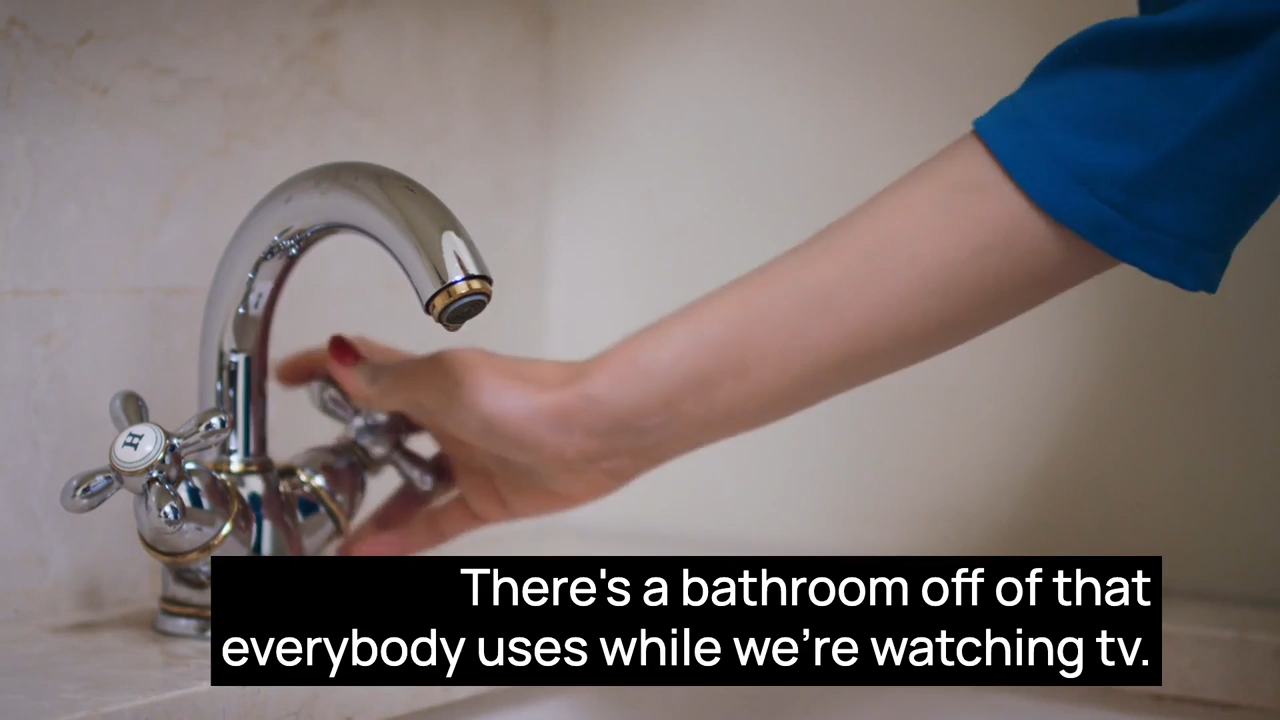 H
There's a bathroom off of that
everybody uses while we're watching tv.